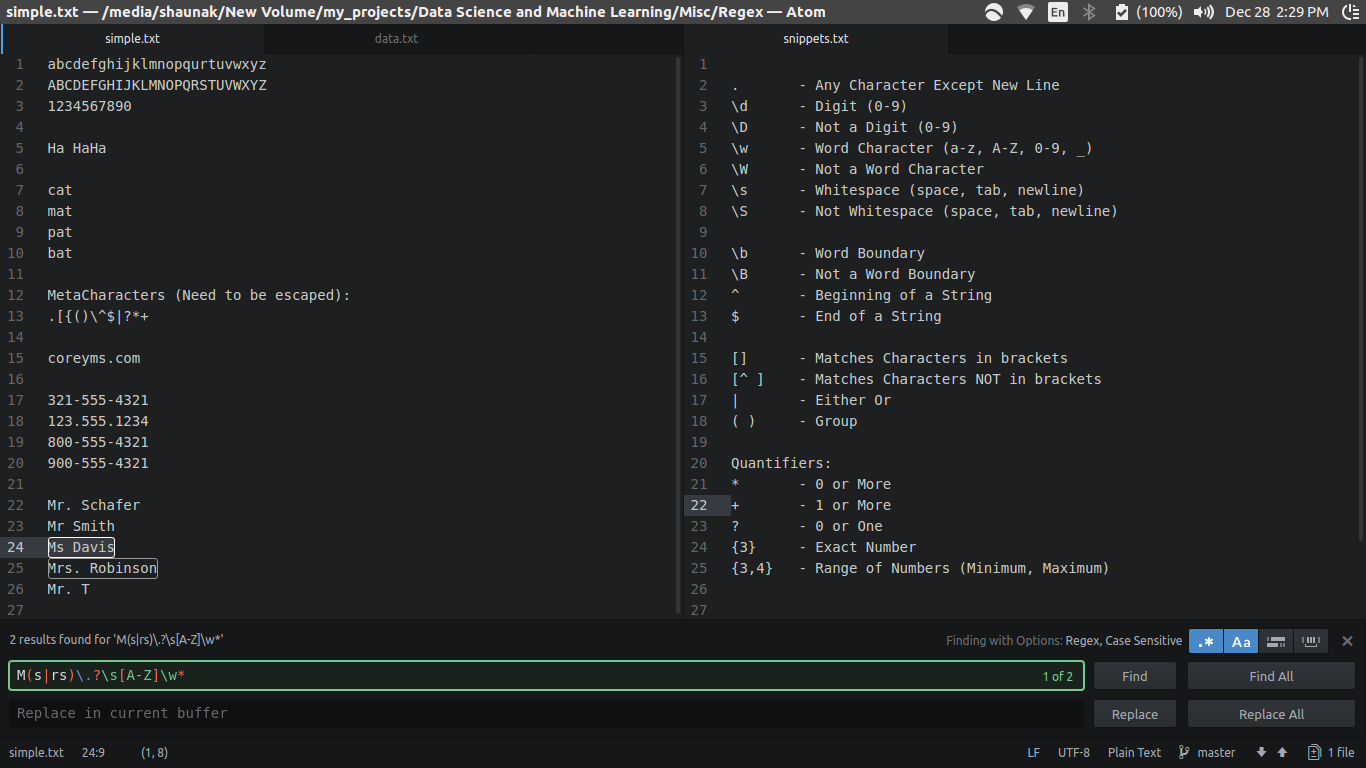 simple.txt — /media/shaunak/New Volume/my_projects/Data Science and Machine Learning/Misc/Regex — Atom
En (100%) Dec 28 2:29 PM
simple.txt data.txt snippets.txt
1 abcdefghijklmnopqurtuvwxyz
2 ABCDEFGHIJKLMNOPQRSTUVWXYZ
3 1234567890
4
5 Ha HaHa
6
7 cat
8 mat
9 pat
10 bat
11
12 MetaCharacters (Need to be escaped):
13 .[{()\^$|?*+
14
15 coreyms.com
16
17 321-555-4321
18 123.555.1234
19 800-555-4321
20 900-555-4321
21
22 Mr. Schafer
23 Mr Smith
24 Ms Davis
25 Mrs. Robinson
26 Mr. T
27
1
2 . - Any Character Except New Line
3 \d - Digit (0-9)
4 \D - Not a Digit (0-9)
5 \w - Word Character (a-z, A-Z, 0-9, _)
6 \W - Not a Word Character
7 \s - Whitespace (space, tab, newline)
8 \S - Not Whitespace (space, tab, newline)
9
10 \b - Word Boundary
11 \B - Not a Word Boundary
12 ^ - Beginning of a String
13 $ - End of a String
14
15 [] - Matches Characters in brackets
16 [^ ] - Matches Characters NOT in brackets
17 | - Either Or
18 ( ) - Group
19
20 Quantifiers:
21 * - 0 or More
22 + - 1 or More
23 ? - 0 or One
24 {3} - Exact Number
25 {3,4} - Range of Numbers (Minimum, Maximum)
26
27
2 results found for 'M(s|rs)\.?\s[A-Z]\w*' Finding with Options: Regex, Case Sensitive .* Aa
M(s|rs)\.?\s[A-Z]\w* 1 of 2 Find Find All
Replace in current buffer Replace Replace All
simple.txt 24:9 (1, 8) LF UTF-8 Plain Text master 1 file